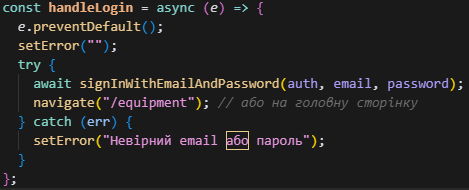 const handleLogin = async (e) => {
e.preventDefault();
setError("");
try {
await signInWithEmailAndPassword(auth, email, password);
navigate("/equipment"); // або на головну сторінку
} catch (err) {
setError("Невірний email або пароль");
}
};